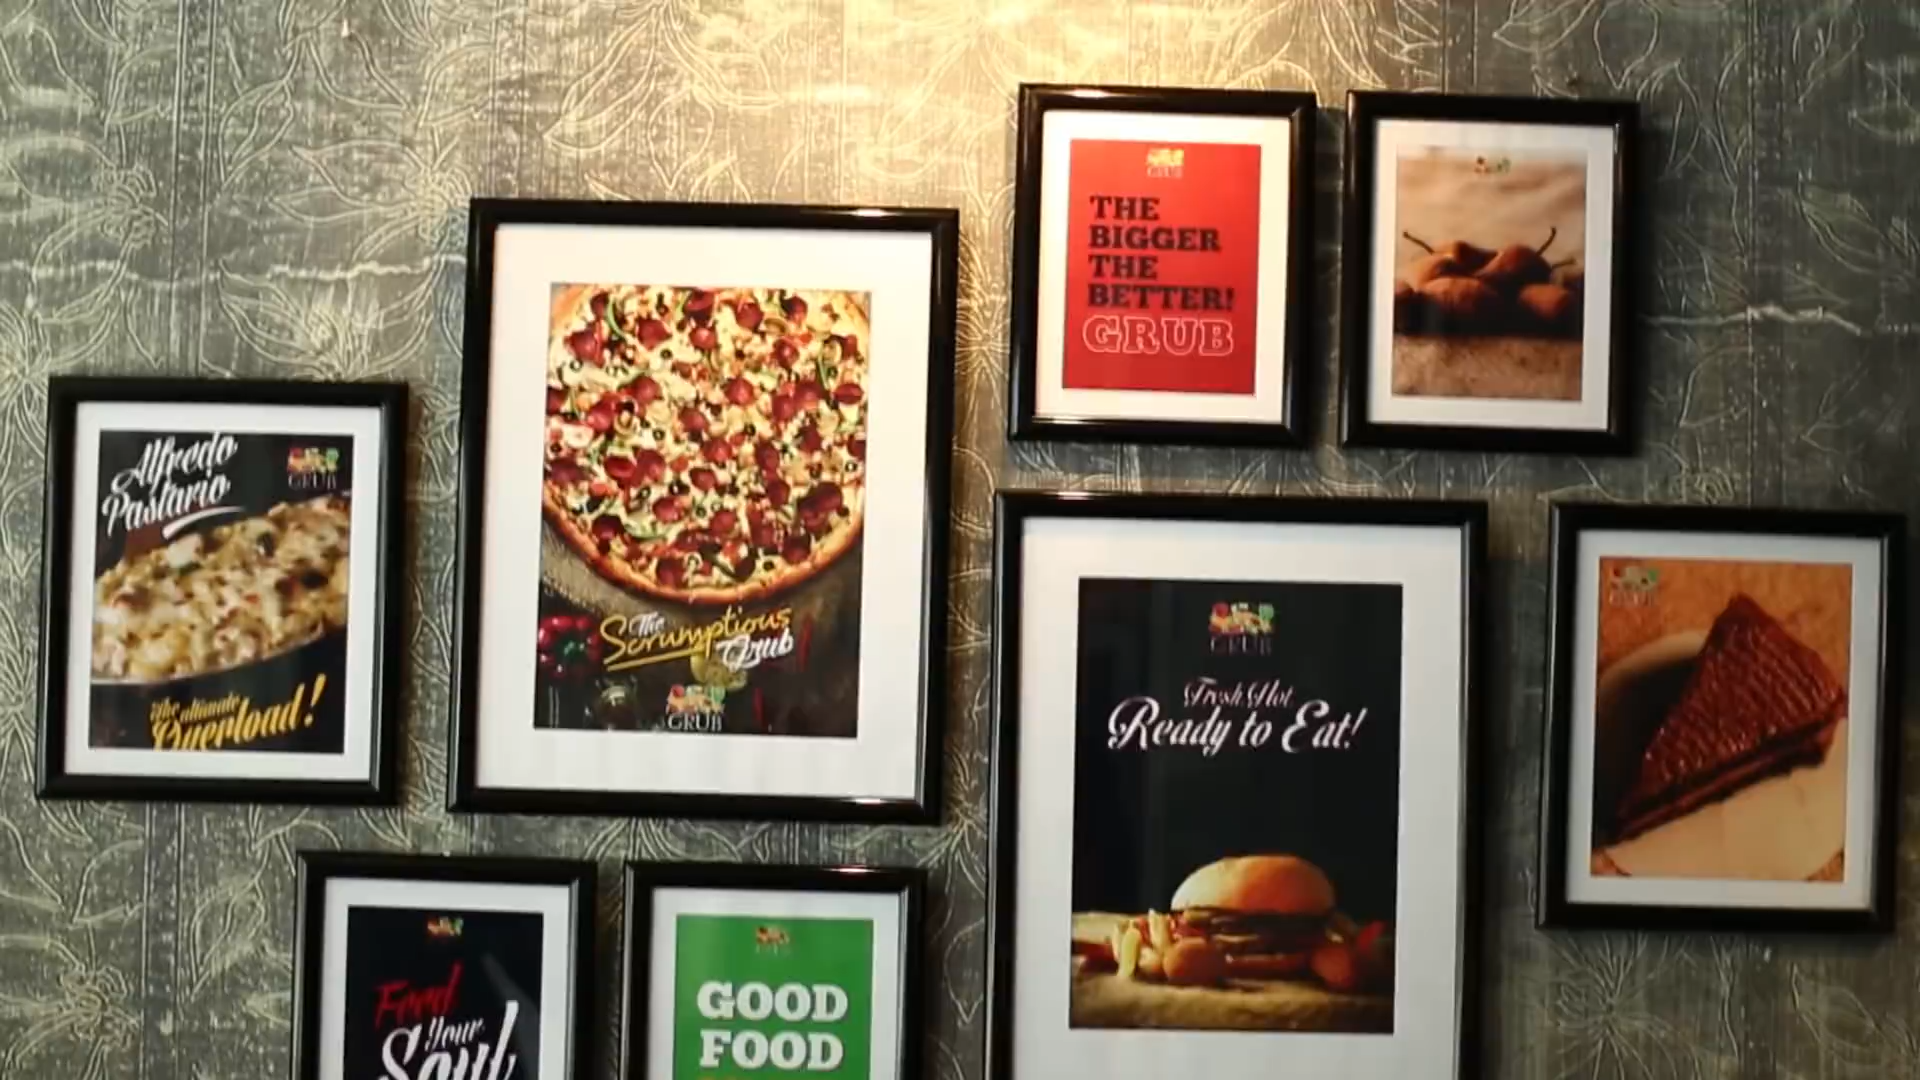 Alfredo
Pastario
GRUB
The ultimate
Overload!
The
Scrumptious
Grub
GRUB
GRUB
THE
BIGGER
THE
BETTER!
GRUB
GRUB
Fresh Hot
Ready to Eat!
Feed
Your
Soul
GOOD
FOOD